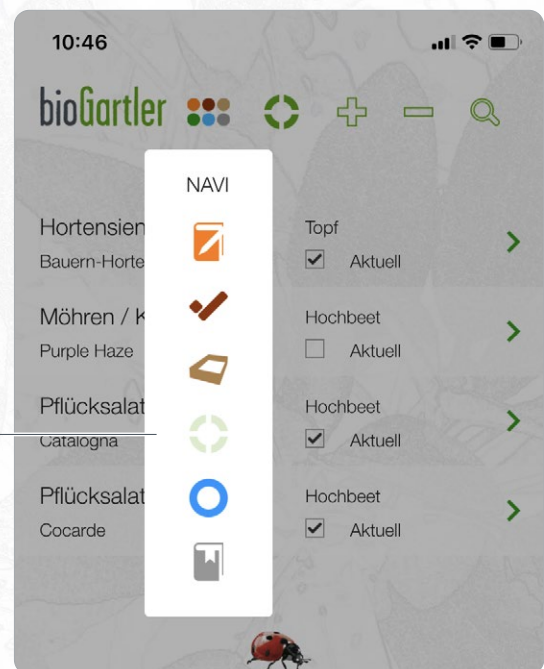 10:46
bioGartler
NAVI
Hortensien
Bauern-Horte
Topf
Aktuell
Möhren / K
Purple Haze
Hochbeet
Aktuell
Pflücksalat
Catalogna
Hochbeet
Aktuell
Pflücksalat
Cocarde
Hochbeet
Aktuell